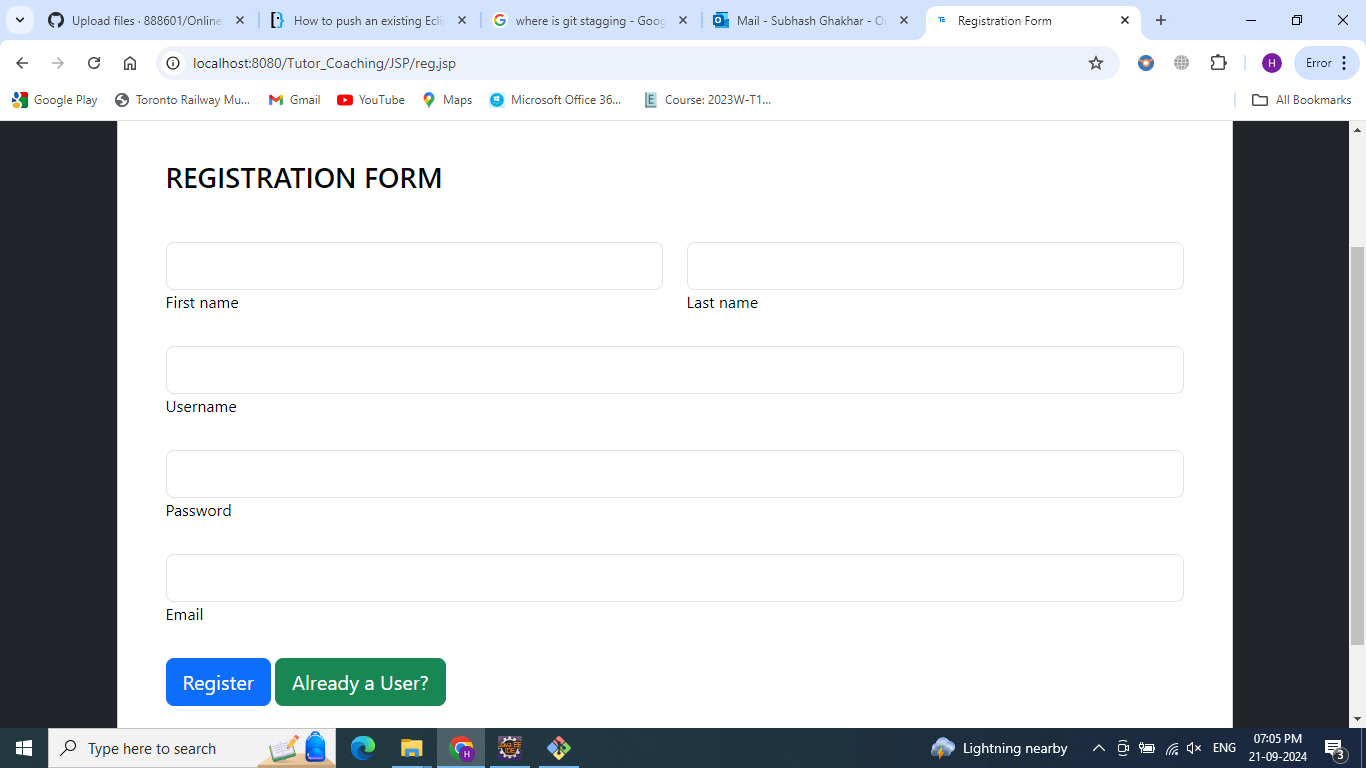 Upload files · 888601/Online
How to push an existing Ecli
where is git stagging - Goog
Mail - Subhash Ghakhar - O
Registration Form
localhost:8080/Tutor_Coaching/JSP/reg.jsp
H
Error
Google Play
Toronto Railway Mu...
Gmail
YouTube
Maps
Microsoft Office 36...
Course: 2023W-T1...
All Bookmarks
REGISTRATION FORM
First name
Last name
Username
Password
Email
Register
Already a User?
Type here to search
Lightning nearby
ENG
07:05 PM
21-09-2024
3